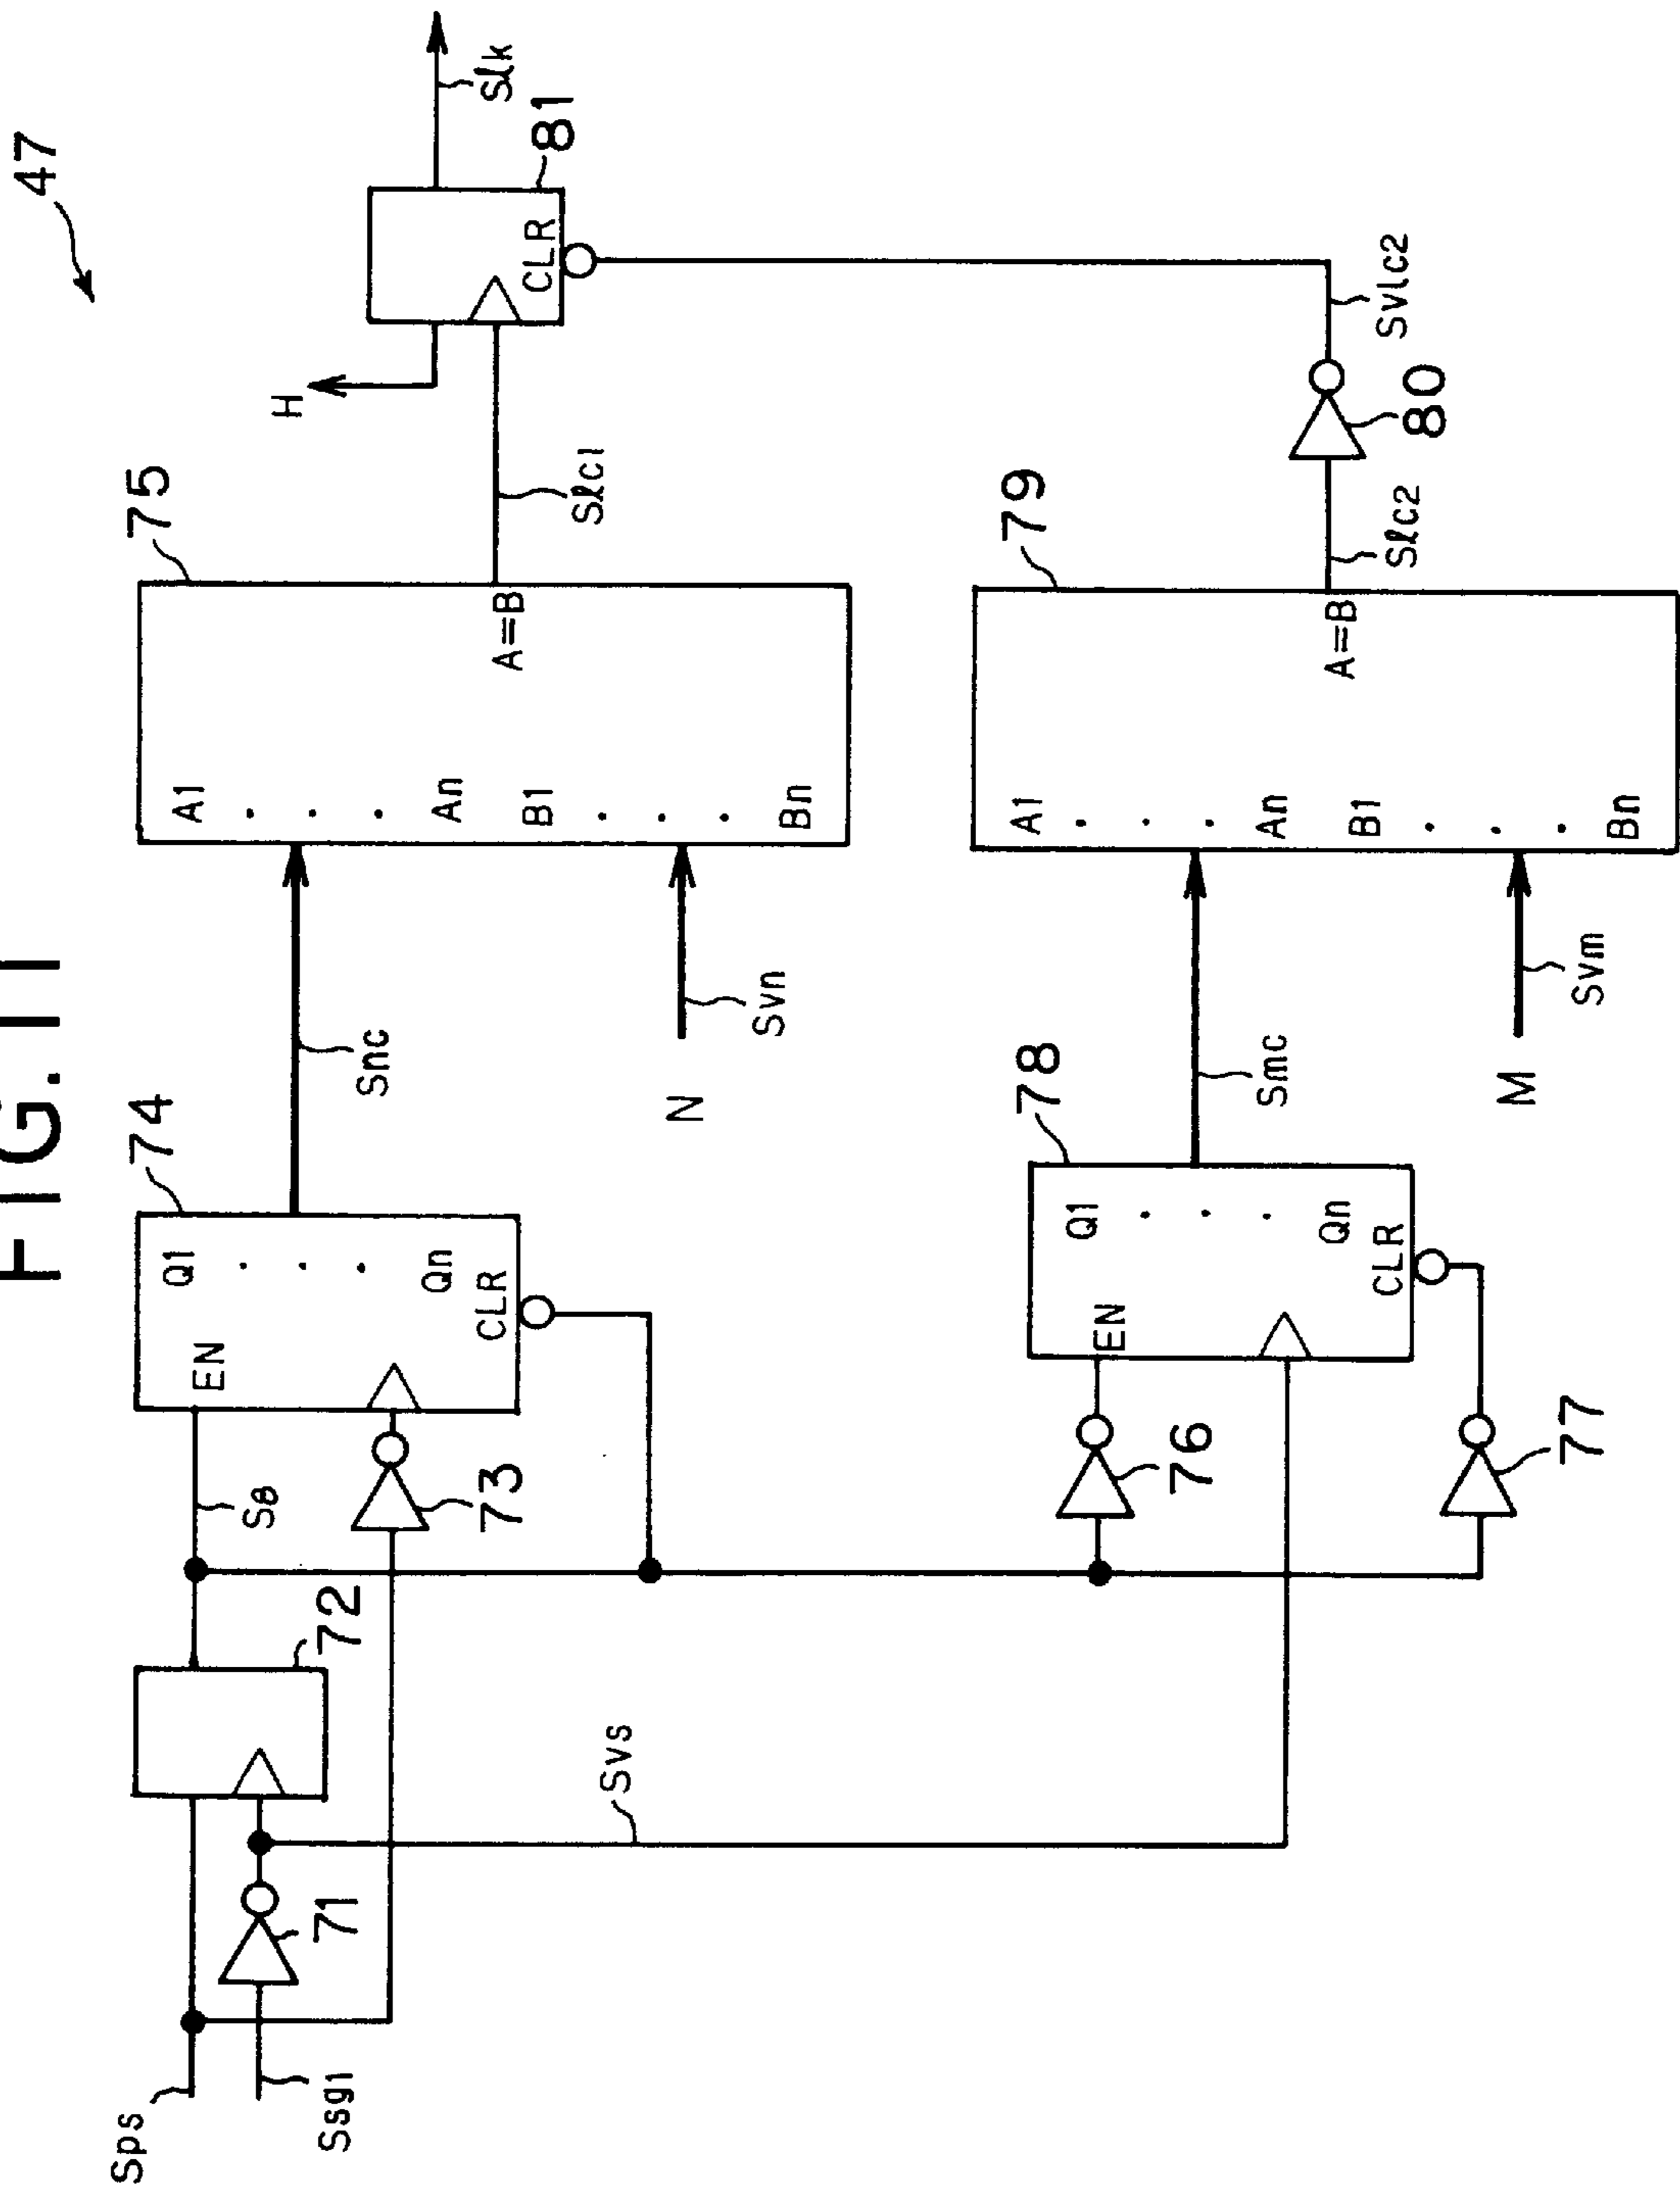 FIG.11
47
Sps
Ssg1
71
72
73
Sa
Svs
74
EN
Q1
Qn
CLR
Snc
N
Svn
75
A1
An
B1
Bn
A=B
Slc1
H
CLR
81
Slk
76
77
78
EN
Q1
Qn
CLR
Smc
M
Svm
79
A1
An
B1
Bn
A=B
Slc2
80
Svlc2